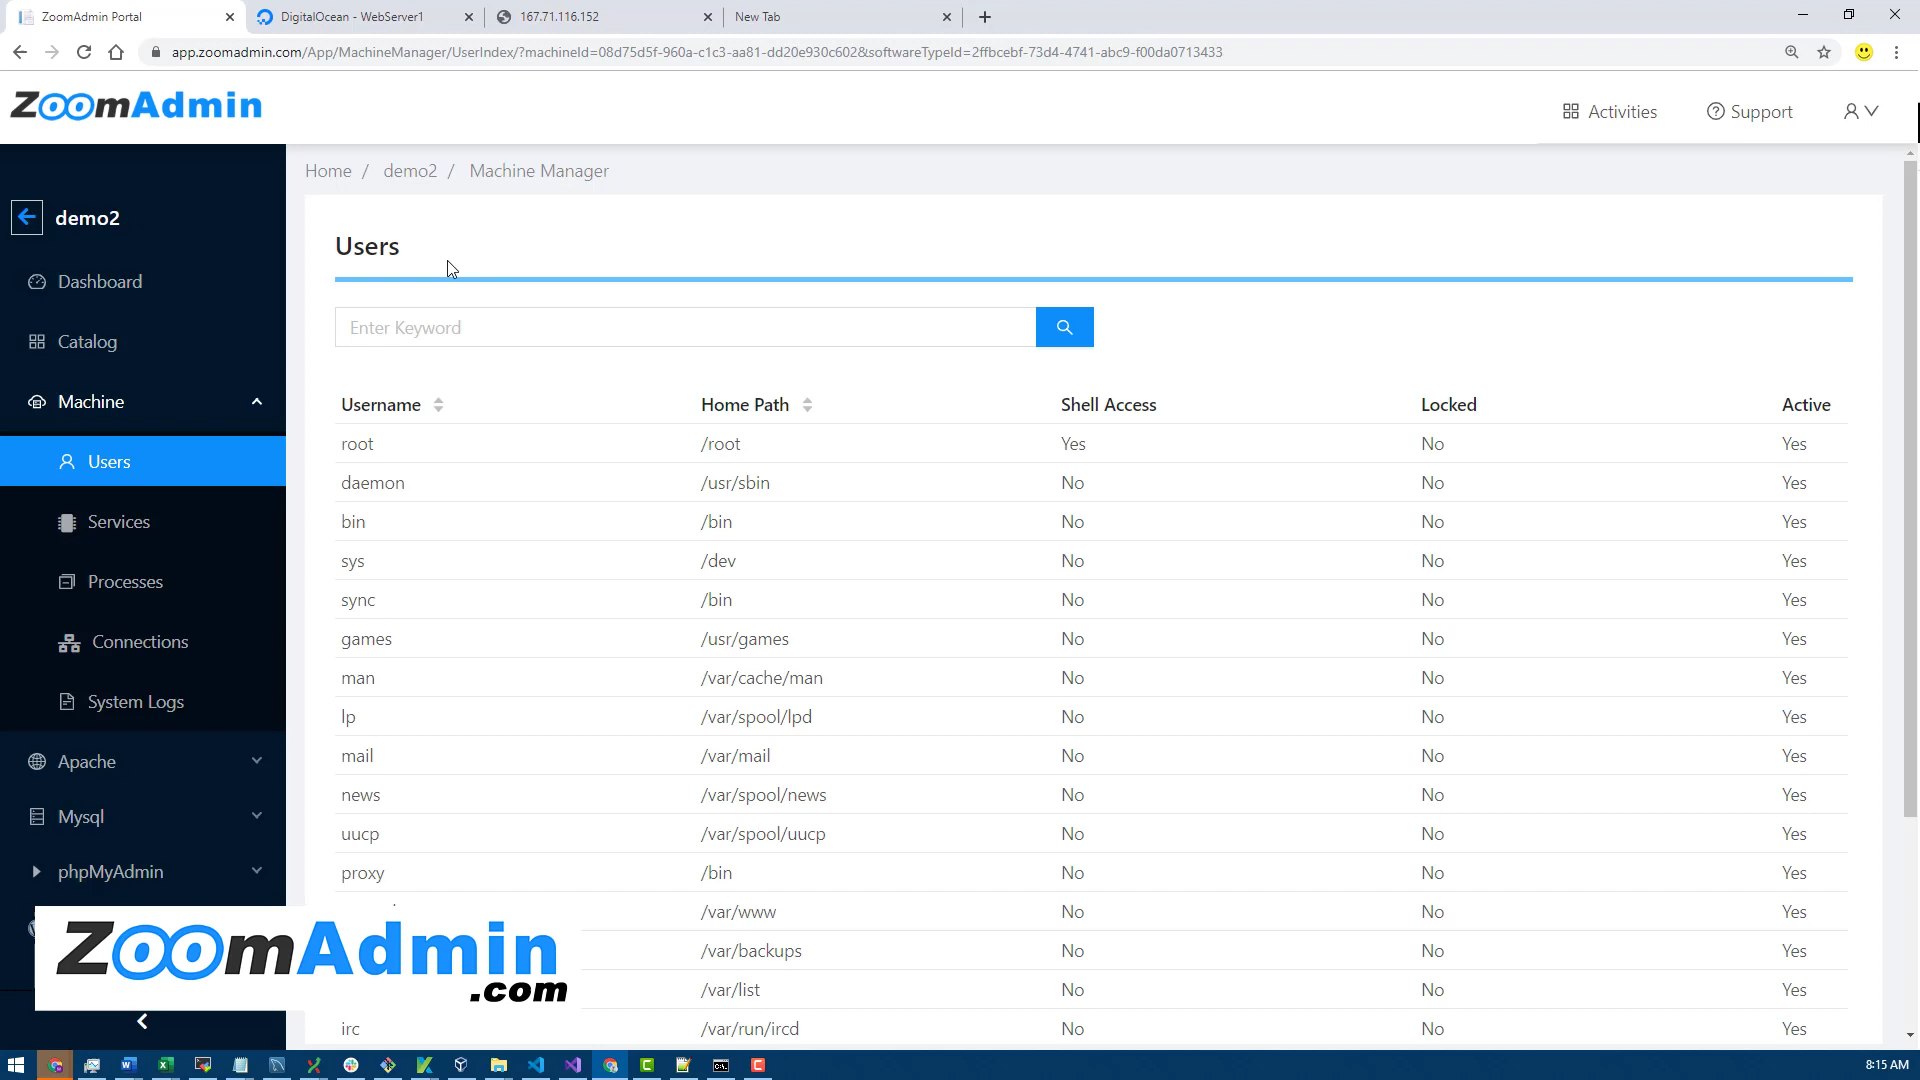 ZoomAdmin Portal
DigitalOcean - WebServer1
167.71.116.152
New Tab
app.zoomadmin.com/App/MachineManager/UserIndex/?machineId=08d75d5f-960a-c1c3-aa81-dd20e930c602&softwareTypeId=2ffbcebf-73d4-4741-abc9-f00da0713433
ZoomAdmin
Activities
Support
Home / demo2 / Machine Manager
demo2
Dashboard
Catalog
Machine
Users
Services
Processes
Connections
System Logs
Apache
Mysql
phpMyAdmin
Users
Enter Keyword
Username Home Path Shell Access Locked Active
root /root Yes No Yes
daemon /usr/sbin No No Yes
bin /bin No No Yes
sys /dev No No Yes
sync /bin No No Yes
games /usr/games No No Yes
man /var/cache/man No No Yes
lp /var/spool/lpd No No Yes
mail /var/mail No No Yes
news /var/spool/news No No Yes
uucp /var/spool/uucp No No Yes
proxy /bin No No Yes
/var/www No No Yes
/var/backups No No Yes
/var/list No No Yes
irc /var/run/ircd No No Yes
ZoomAdmin
.com
8:15 AM